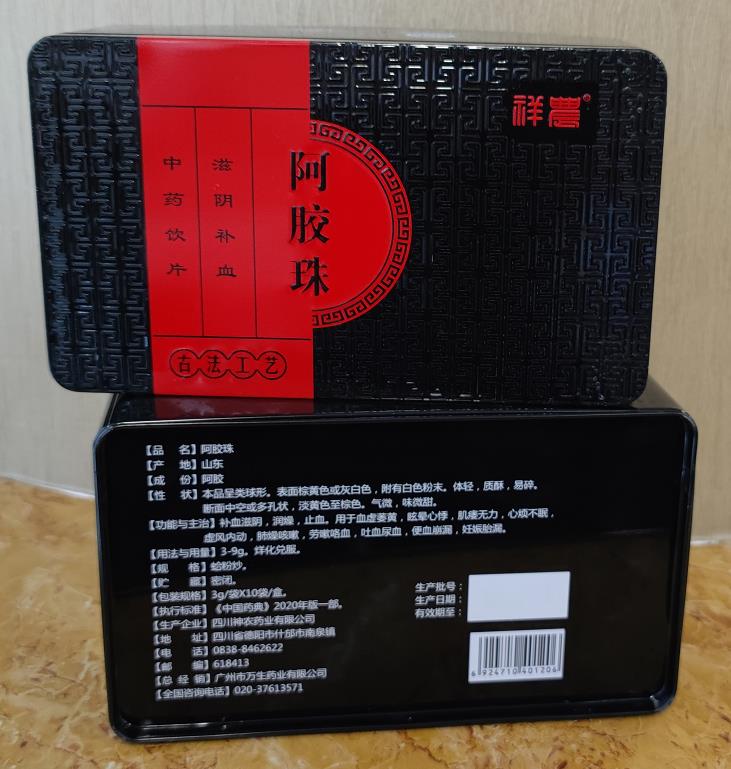 祥農®
阿胶珠
滋阴补血
中药饮片
古法工艺
【品 名】阿胶珠
【产 地】山东
【成 份】阿胶
【性 状】本品呈类球形。表面棕黄色或灰白色，附有白色粉末。体轻，质酥，易碎。
断面中空或多孔状，淡黄色至棕色。气微，味微甜。
【功能与主治】补血滋阴，润燥，止血。用于血虚萎黄，眩晕心悸，肌痿无力，心烦不眠，
虚风内动，肺燥咳嗽，劳嗽咯血，吐血尿血，便血崩漏，妊娠胎漏。
【用法与用量】3-9g。烊化兑服。
【规 格】蛤粉炒。
【贮 藏】密闭。
【包装规格】3g/袋X10袋/盒。
【执行标准】《中国药典》2020年版一部。
【生产企业】四川神农药业有限公司
【地 址】四川省德阳市什邡市南泉镇
【电 话】0838-8462622
【邮 编】618413
【总 经 销】广州市万生药业有限公司
【全国咨询电话】020-37613571
生产批号：
生产日期：
有效期至：
6924710401206